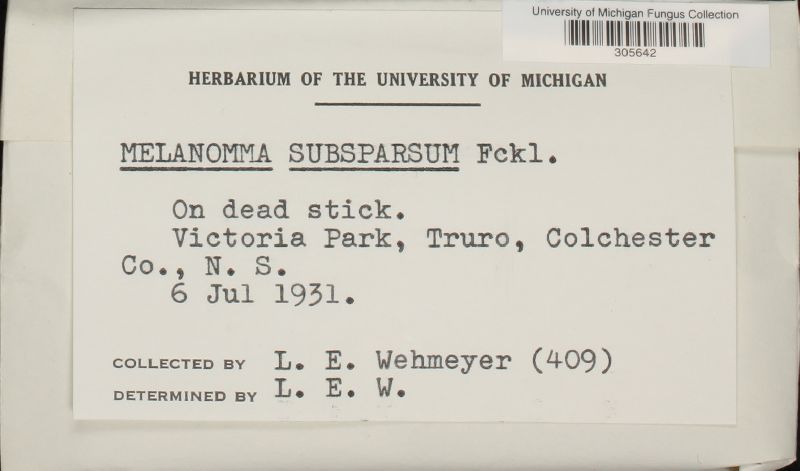 University of Michigan Fungus Collection
305642
HERBARIUM OF THE UNIVERSITY OF MICHIGAN
MELANOMMA SUBSPARSUM Fckl.
On dead stick.
Victoria Park, Truro, Colchester
Co., N. S.
6 Jul 1931.
COLLECTED BY L. E. Wehmeyer (409)
DETERMINED BY L. E. W.